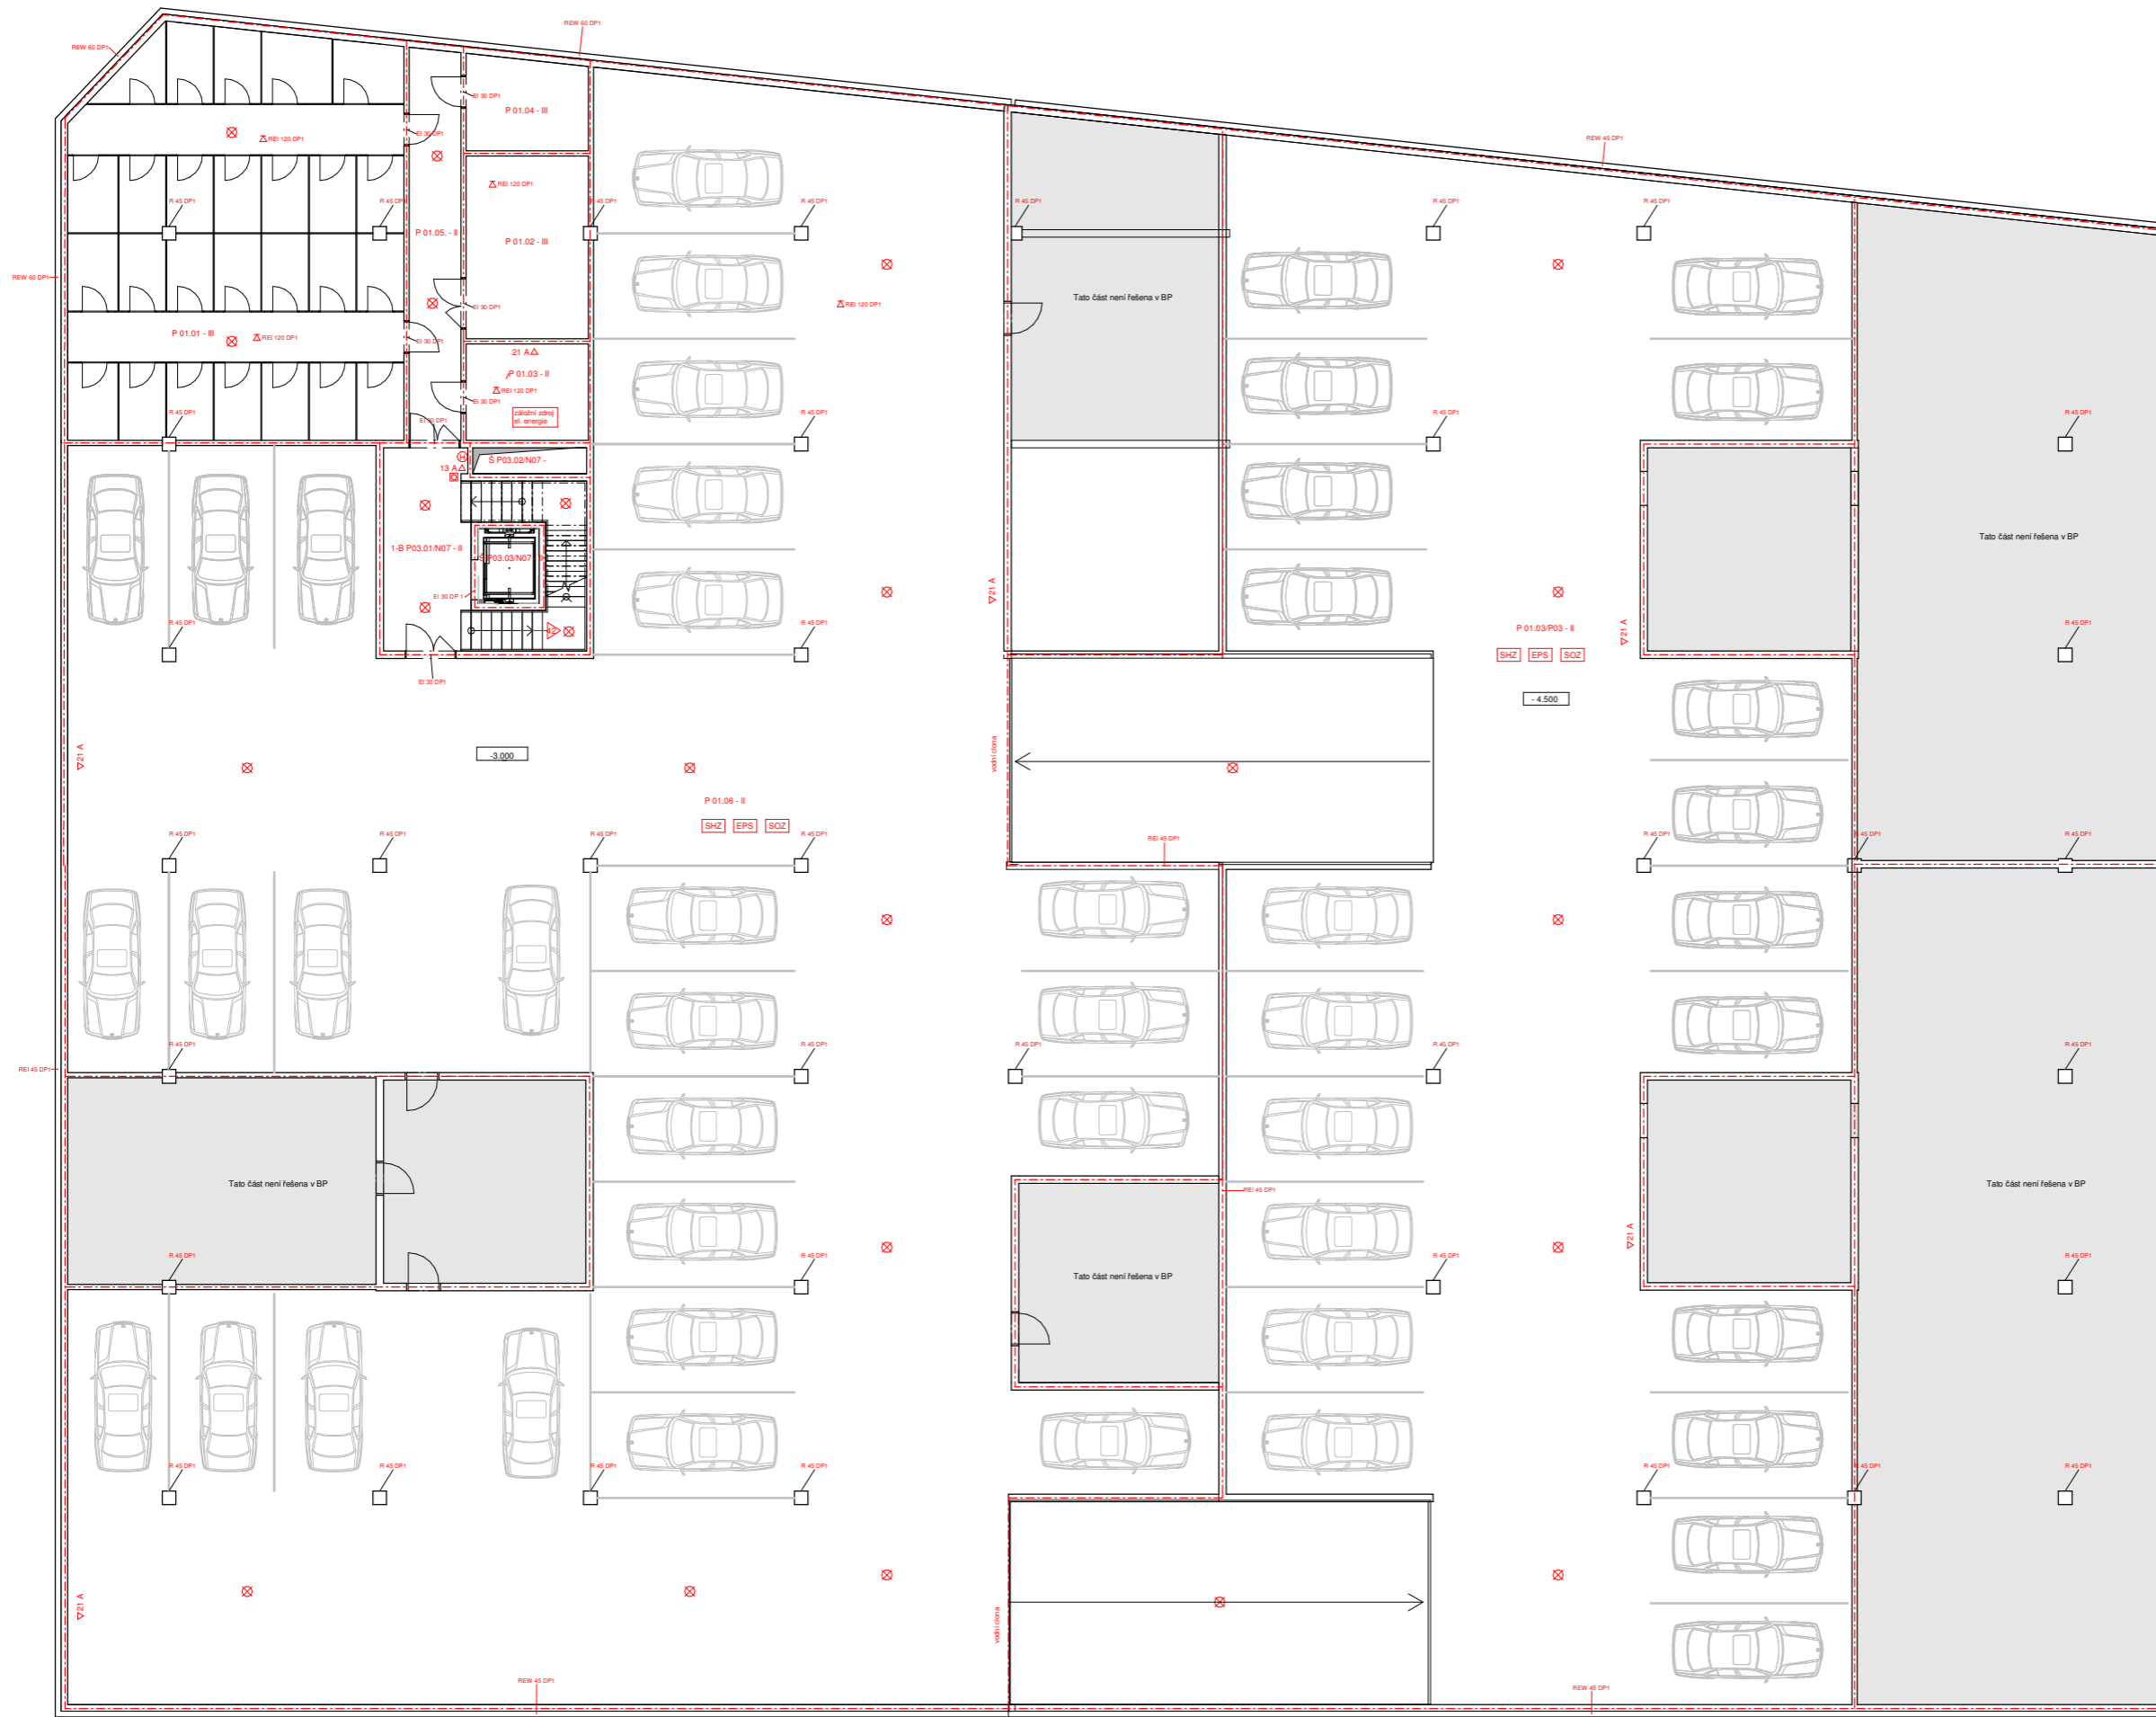 REW 60 DP1
REW 60 DP1
EI 30 DP1
P 01.04 - III
EI 30 DP1
REI 120 DP1
REW 45 DP1
REI 120 DP1
R 45 DP1
R 45 DP1
R 45 DP1
R 45 DP1
R 45 DP1
R 45 DP1
R 45 DP1
P 01.05. - II
P 01.02 - III
REW 60 DP1
Tato část není řešena v BP
EI 30 DP1
REI 120 DP1
P 01.01 - III
REI 120 DP1
EI 30 DP1
21 A
P 01.03 - II
REI 120 DP1
EI 30 DP1
záložní zdroj
el. energie
R 45 DP1
EI 30 DP1
R 45 DP1
R 45 DP1
R 45 DP1
H
13 A
Š P03.02/N07 -
1-B P03.01/N07 - II
Š P03.03/N07
EI 30 DP1
Tato část není řešena v BP
21 A
21 A
R 45 DP1
R 45 DP1
R 45 DP1
P 01.03/P03 - II
SHZ EPS SOZ
EI 30 DP1
- 4.500
21 A
-3.000
vodní clona
P 01.06 - II
SHZ EPS SOZ
R 45 DP1
R 45 DP1
R 45 DP1
R 45 DP1
REI 45 DP1
R 45 DP1
R 45 DP1
R 45 DP1
REI 45 DP1
R 45 DP1
R 45 DP1
R 45 DP1
R 45 DP1
R 45 DP1
Tato část není řešena v BP
REI 45 DP1
Tato část není řešena v BP
21 A
R 45 DP1
R 45 DP1
Tato část není řešena v BP
R 45 DP1
R 45 DP1
R 45 DP1
R 45 DP1
R 45 DP1
R 45 DP1
R 45 DP1
R 45 DP1
R 45 DP1
21 A
vodní clona
REW 45 DP1
REW 45 DP1